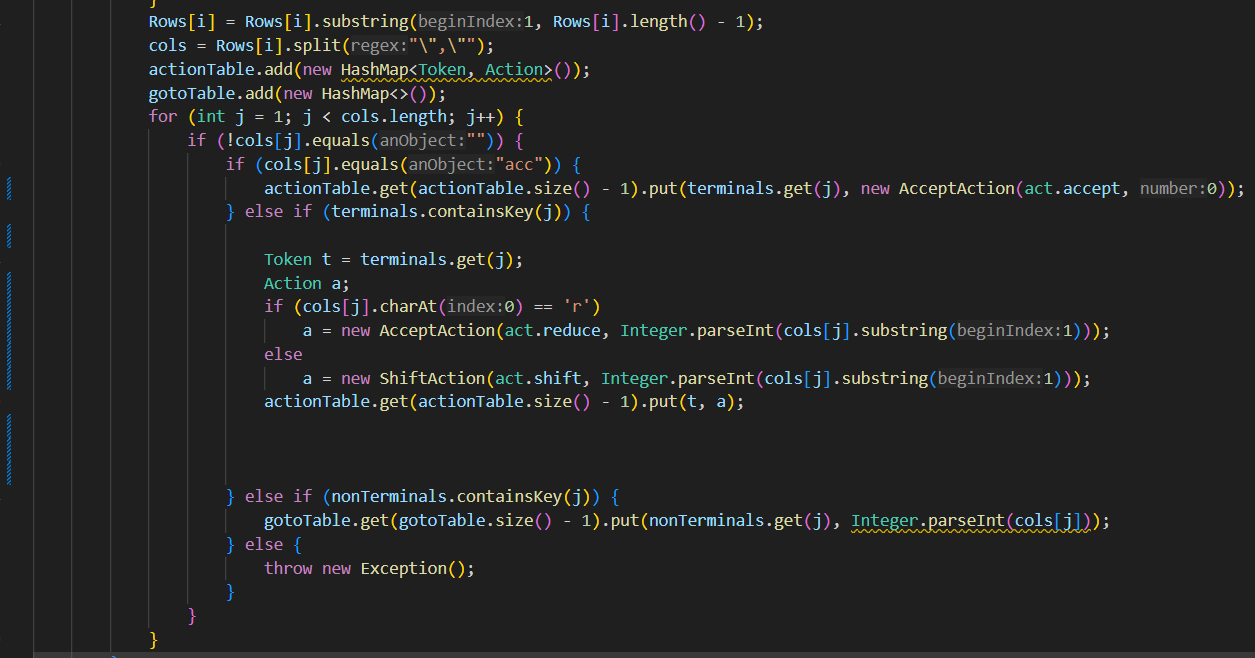 }
Rows[i] = Rows[i].substring(beginIndex:1, Rows[i].length() - 1);
cols = Rows[i].split(regex:"\",\"");
actionTable.add(new HashMap<Token, Action>());
gotoTable.add(new HashMap<>());
for (int j = 1; j < cols.length; j++) {
if (!cols[j].equals(anObject:"")) {
if (cols[j].equals(anObject:"acc")) {
actionTable.get(actionTable.size() - 1).put(terminals.get(j), new AcceptAction(act.accept, number:0));
} else if (terminals.containsKey(j)) {
Token t = terminals.get(j);
Action a;
if (cols[j].charAt(index:0) == 'r')
a = new AcceptAction(act.reduce, Integer.parseInt(cols[j].substring(beginIndex:1)));
else
a = new ShiftAction(act.shift, Integer.parseInt(cols[j].substring(beginIndex:1)));
actionTable.get(actionTable.size() - 1).put(t, a);
} else if (nonTerminals.containsKey(j)) {
gotoTable.get(gotoTable.size() - 1).put(nonTerminals.get(j), Integer.parseInt(cols[j]));
} else {
throw new Exception();
}
}
}